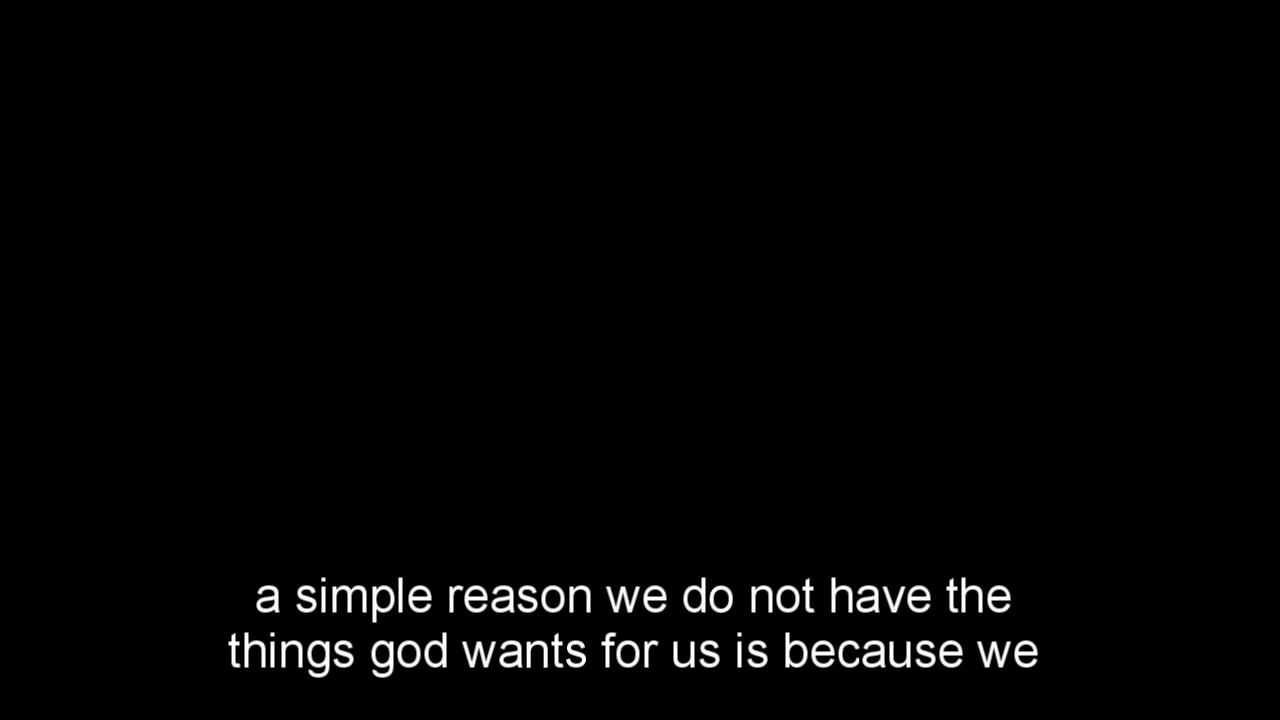 a simple reason we do not have the
things god wants for us is because we